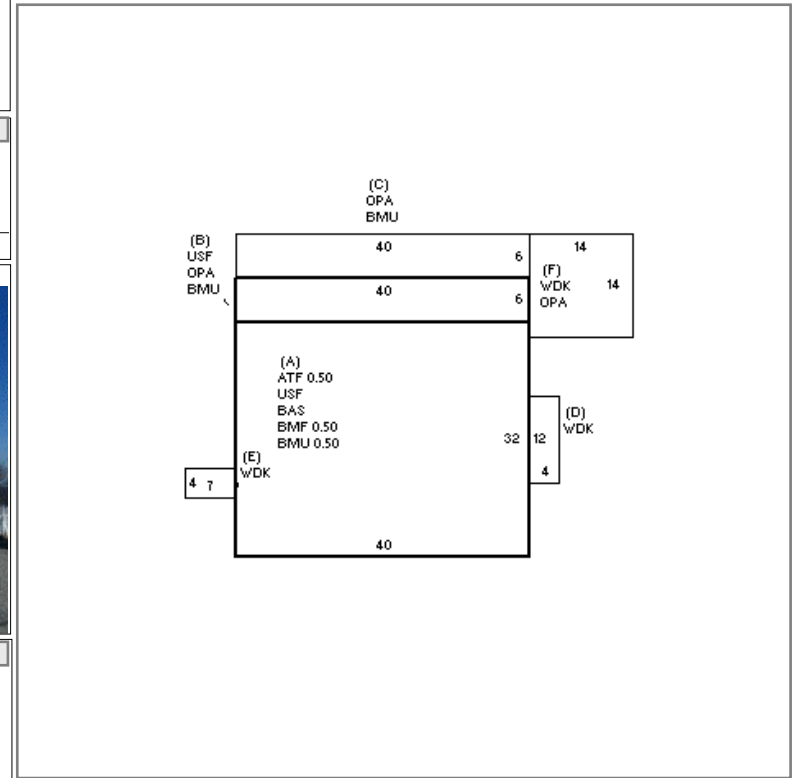 (C)
OPA
BMU
(B)
USF
OPA
BMU
40
6
14
(F)
WDK
OPA
14
40
6
(A)
ATF 0.50
USF
BAS
BMF 0.50
BMU 0.50
32
12
4
(D)
WDK
(E)
WDK
4 7
40